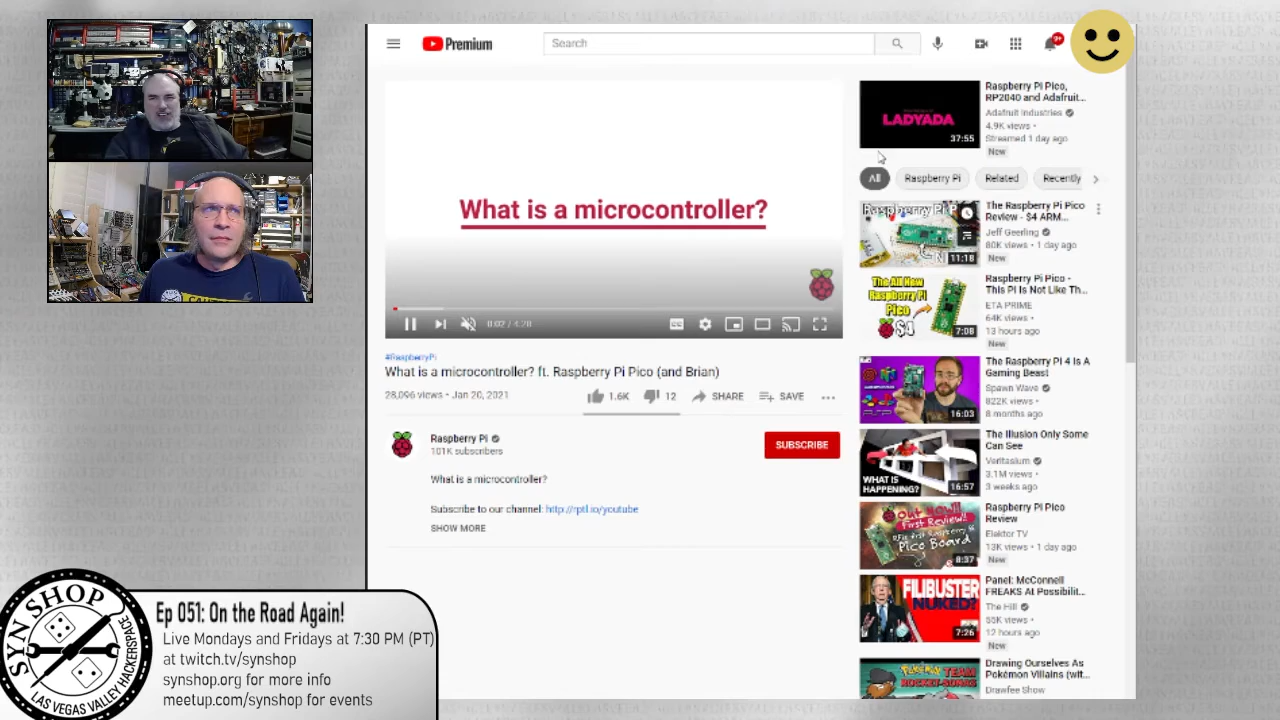 Premium
Search
9+
What is a microcontroller?
0:02 / 4:28
#RaspberryPi
What is a microcontroller? ft. Raspberry Pi Pico (and Brian)
28,096 views • Jan 20, 2021
1.6K
12
SHARE
SAVE
Raspberry Pi
101K subscribers
SUBSCRIBE
What is a microcontroller?
Subscribe to our channel: http://rptl.io/youtube
SHOW MORE
LADYADA
37:55
Raspberry Pi Pico,
RP2040 and Adafruit...
Adafruit Industries
4.9K views •
Streamed 1 day ago
New
All
Raspberry Pi
Related
Recently
Raspberry Pi P
11:18
The Raspberry Pi Pico
Review - $4 ARM...
Jeff Geerling
80K views • 1 day ago
New
The All New
Raspberry Pi
Pico
$4
7:08
Raspberry Pi Pico -
This Pi Is Not Like Th...
ETA PRIME
64K views •
13 hours ago
New
16:03
The Raspberry Pi 4 Is A
Gaming Beast
Spawn Wave
822K views •
8 months ago
WHAT IS
HAPPENING?
16:57
The Illusion Only Some
Can See
Veritasium
3.1M views •
3 weeks ago
OUT NOW!!
First Review!!
Pico Board
8:37
Raspberry Pi Pico
Review
Elektor TV
13K views • 1 day ago
New
FILIBUSTER
NUKED?
7:26
Panel: McConnell
FREAKS At Possibilit...
The Hill
55K views •
12 hours ago
New
POKÉMON TEAM
Drawing Ourselves As
Pokémon Villains (wit...
Drawfee Show
SYN SHOP
LAS VEGAS VALLEY HACKERSPACE
Ep 051: On the Road Again!
Live Mondays and Fridays at 7:30 PM (PT)
at twitch.tv/synshop
meetup.com/synshop for events